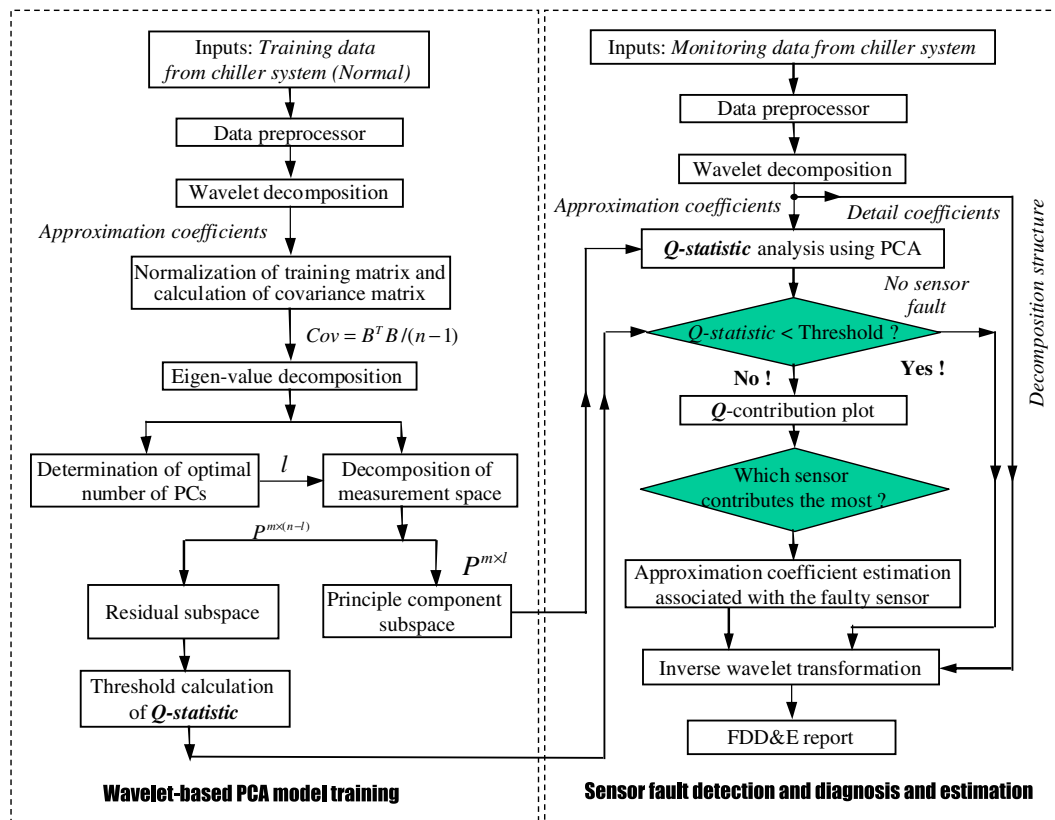 Inputs: Training data
from chiller system (Normal)
Data preprocessor
Wavelet decomposition
Approximation coefficients
Normalization of training matrix and
calculation of covariance matrix
Cov = B^T B/(n−1)
Eigen-value decomposition
Determination of optimal
number of PCs
l
Decomposition of
measurement space
P^{m×(n−l)}
P^{m×l}
Residual subspace
Principle component
subspace
Threshold calculation
of Q-statistic
Wavelet-based PCA model training
Inputs: Monitoring data from chiller system
Data preprocessor
Wavelet decomposition
Approximation coefficients
Detail coefficients
Decomposition structure
Q-statistic analysis using PCA
No sensor
fault
Q-statistic < Threshold ?
No !
Yes !
Q-contribution plot
Which sensor
contributes the most ?
Approximation coefficient estimation
associated with the faulty sensor
Inverse wavelet transformation
FDD&E report
Sensor fault detection and diagnosis and estimation